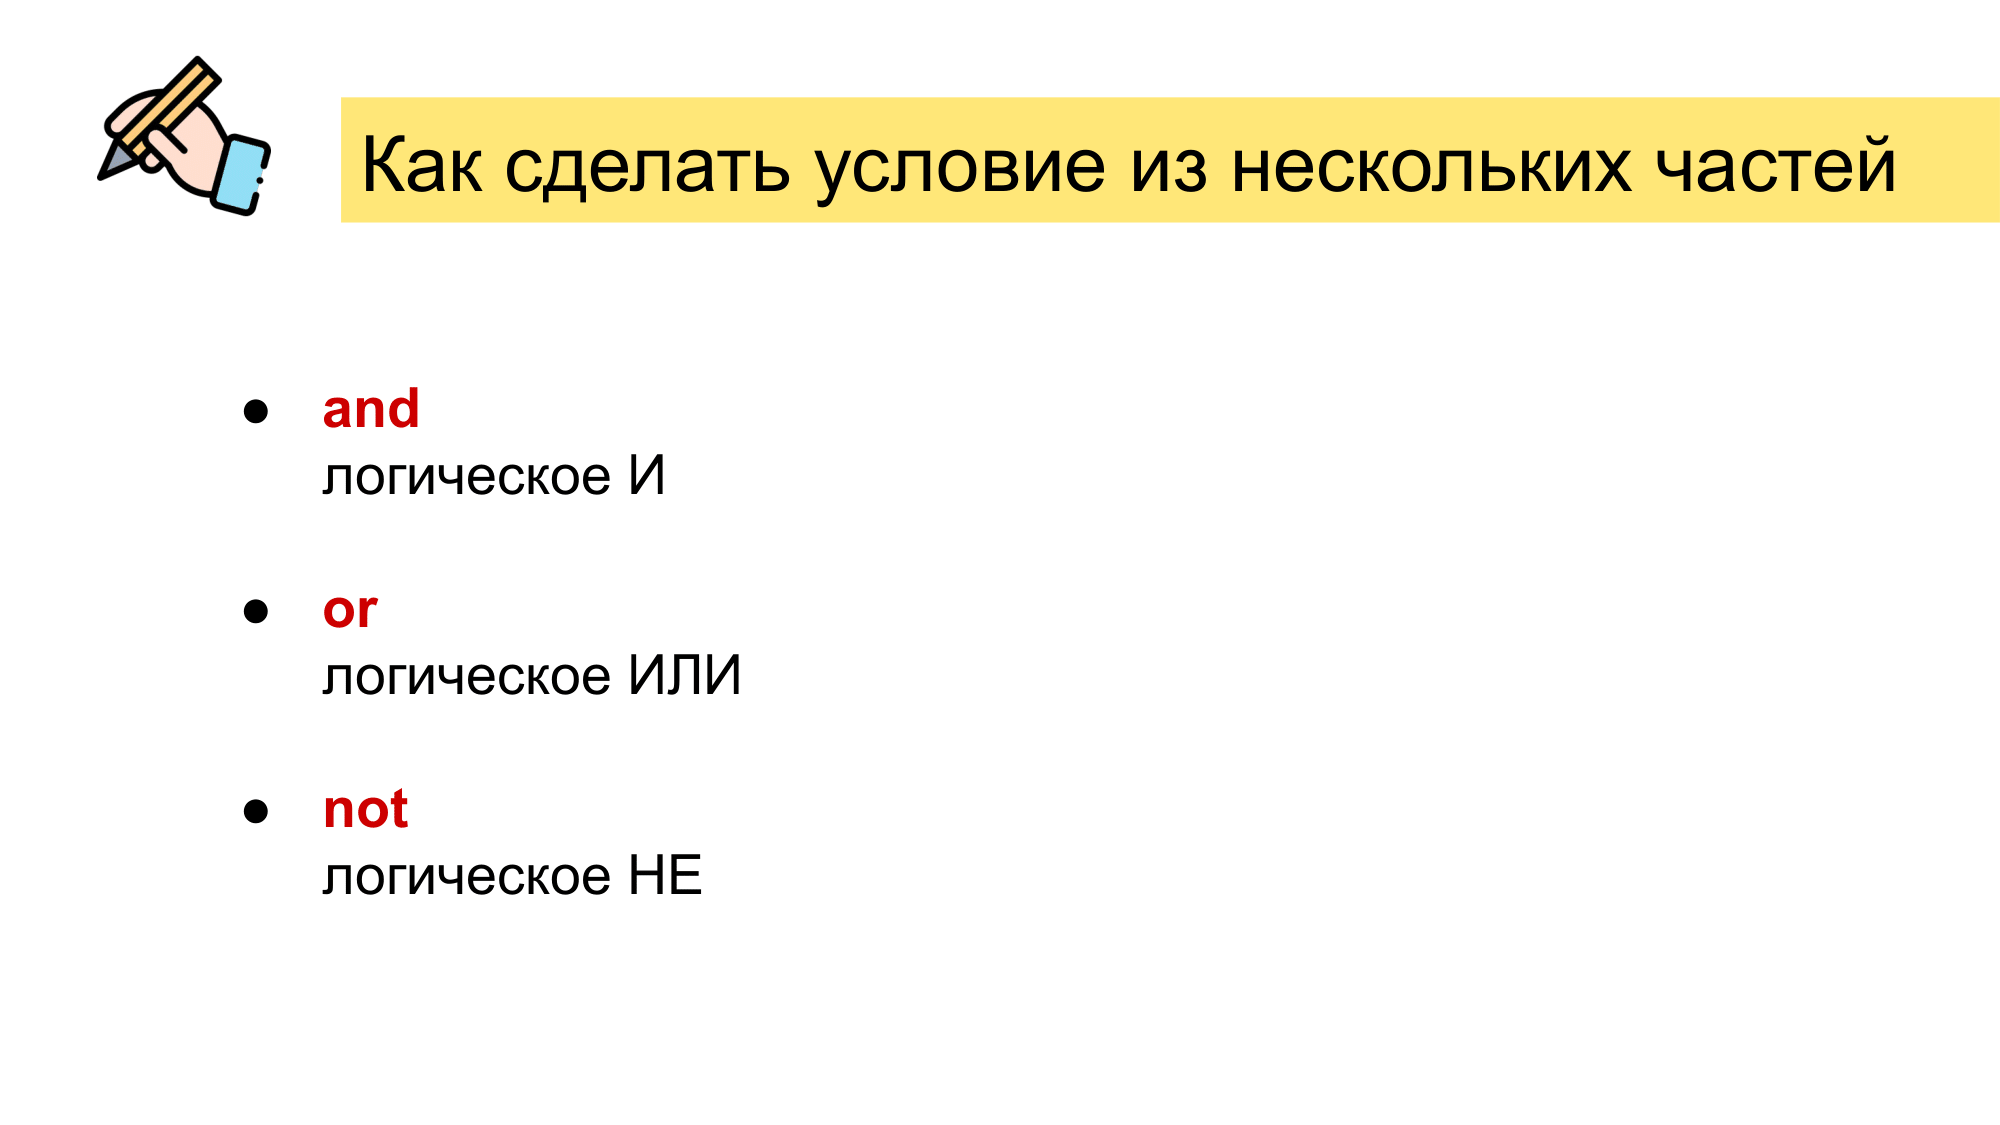 Как сделать условие из нескольких частей
● and
логическое И
● or
логическое ИЛИ
● not
логическое НЕ